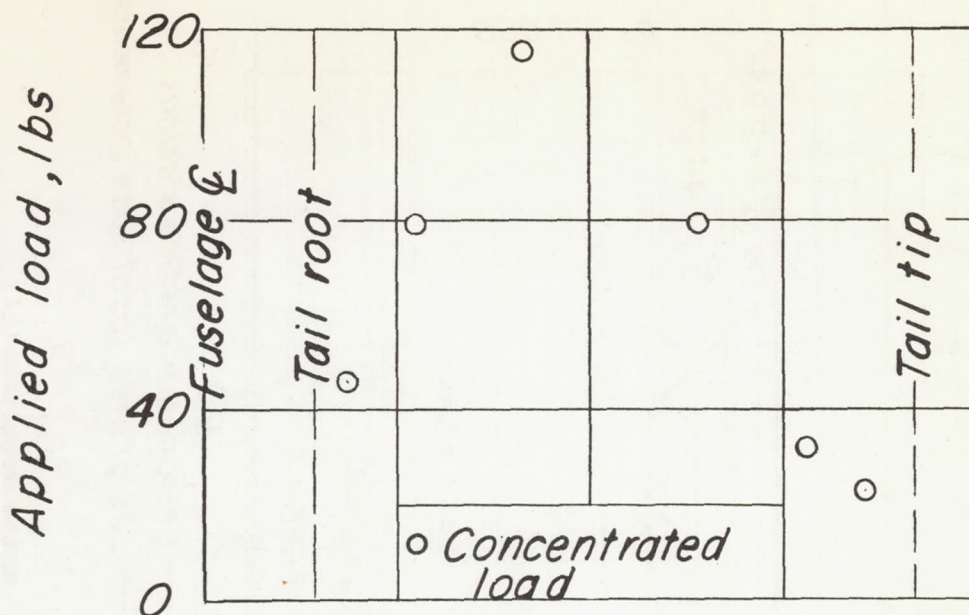 Applied load, lbs
120
80
40
0
Fuselage ℄
Tail root
Tail tip
Concentrated
load